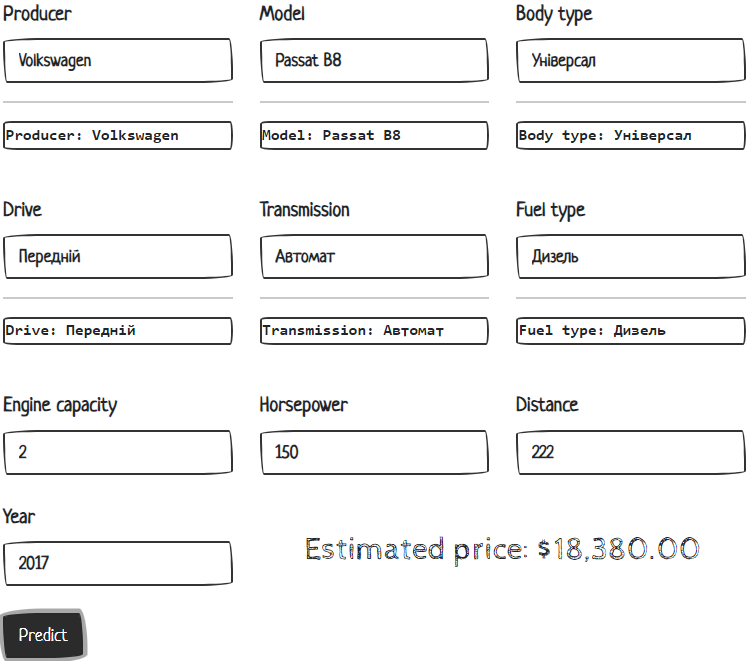 Producer Model Body type
Volkswagen Passat B8 Універсал
Producer: Volkswagen Model: Passat B8 Body type: Універсал
Drive Transmission Fuel type
Передній Автомат Дизель
Drive: Передній Transmission: Автомат Fuel type: Дизель
Engine capacity Horsepower Distance
2 150 222
Year
2017
Estimated price: $18,380.00
Predict